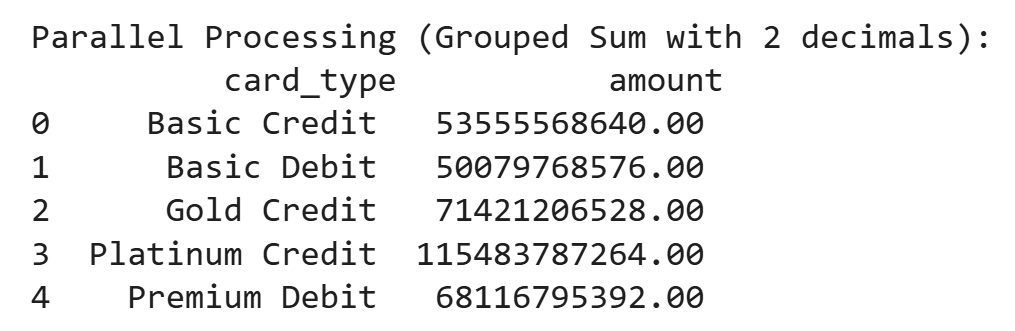 Parallel Processing (Grouped Sum with 2 decimals):
card_type amount
0 Basic Credit 53555568640.00
1 Basic Debit 50079768576.00
2 Gold Credit 71421206528.00
3 Platinum Credit 115483787264.00
4 Premium Debit 68116795392.00